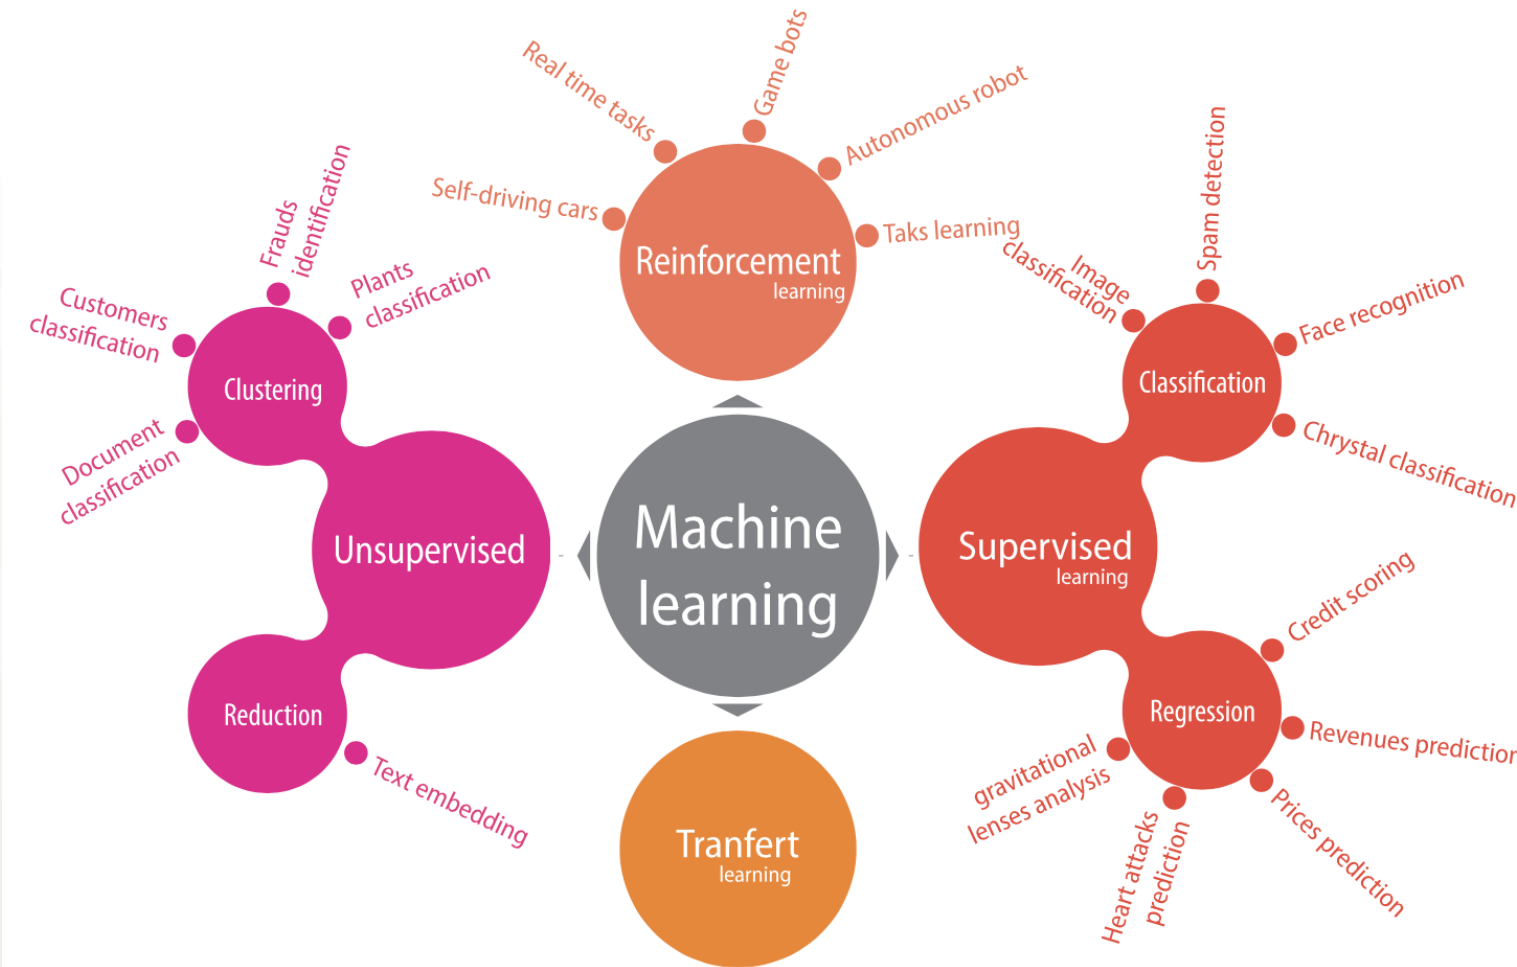 Real time tasks
Game bots
Autonomous robot
Self-driving cars
Taks learning
Reinforcement
learning
Frauds
identification
Plants
classification
Customers
classification
Document
classification
Clustering
Unsupervised
Reduction
Text embedding
Machine
learning
Tranfert
learning
Supervised
learning
Image
classification
Spam detection
Face recognition
Chrystal classification
Classification
Credit scoring
Revenues prediction
Prices prediction
Heart attacks
prediction
gravitational
lenses analysis
Regression